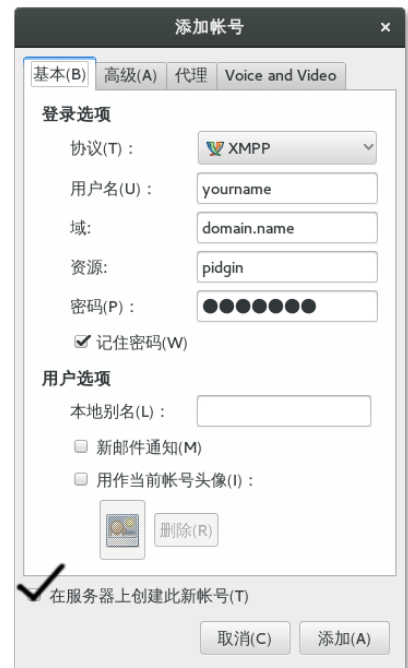 添加帐号 ×
基本(B) 高级(A) 代理 Voice and Video
登录选项
协议(T)： XMPP
用户名(U)： yourname
域: domain.name
资源: pidgin
密码(P)： ●●●●●●●
记住密码(W)
用户选项
本地别名(L)：
新邮件通知(M)
用作当前帐号头像(I)：
删除(R)
在服务器上创建此新帐号(T)
取消(C) 添加(A)